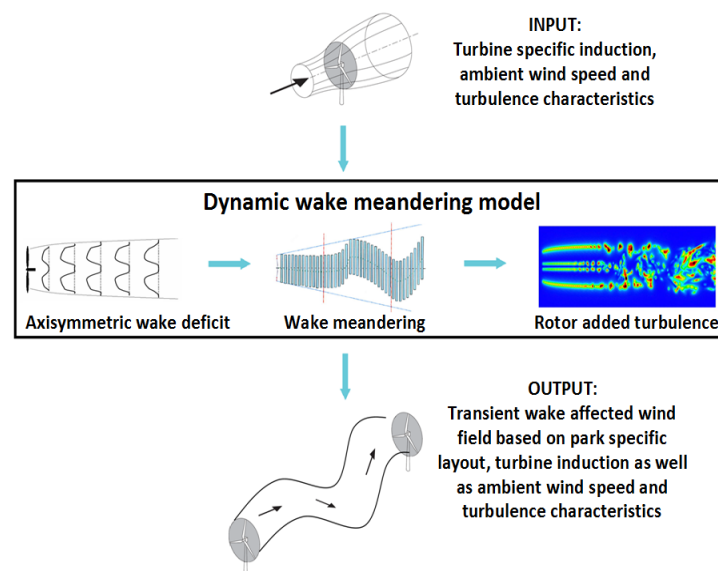 INPUT:
Turbine specific induction,
ambient wind speed and
turbulence characteristics
Dynamic wake meandering model
Axisymmetric wake deficit
Wake meandering
Rotor added turbulence
OUTPUT:
Transient wake affected wind
field based on park specific
layout, turbine induction as well
as ambient wind speed and
turbulence characteristics